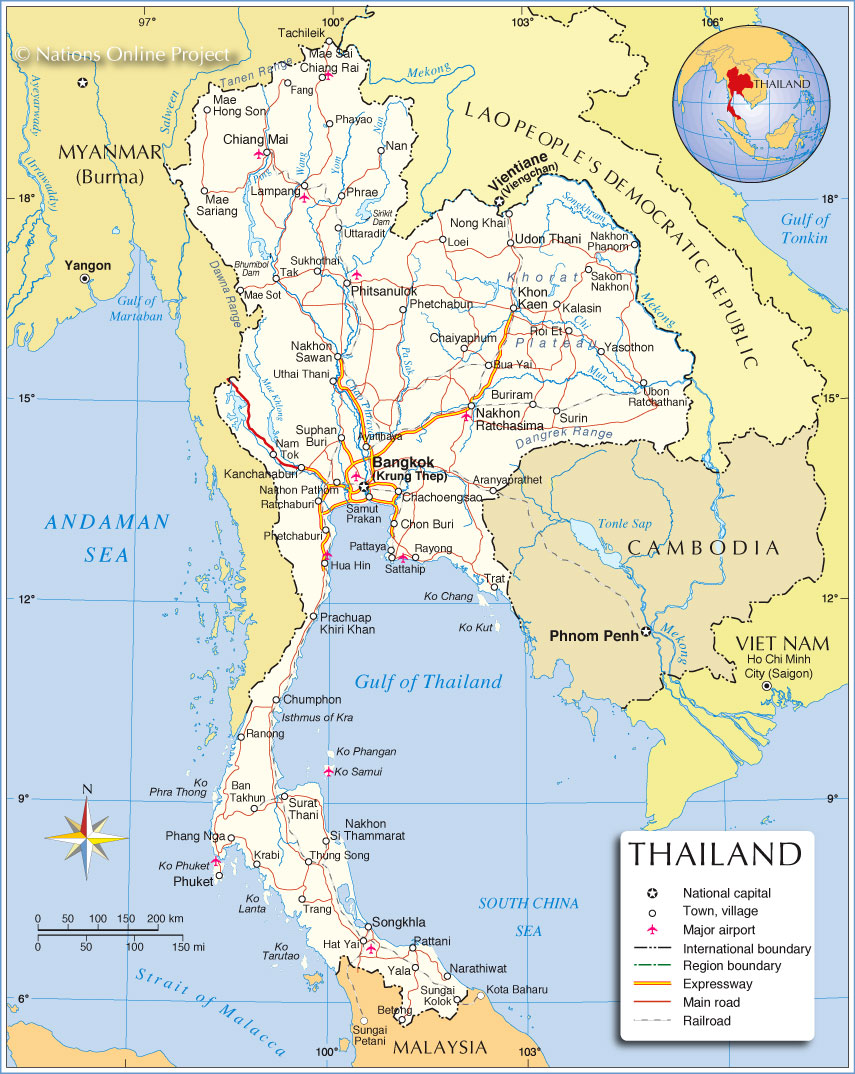 97°
100°
103°
106°
© Nations Online Project
Tachileik
Mae Sai
Chiang Rai
Tanen Range
Fang
Mekong
THAILAND
Ayeyarwady
(Irrawaddy)
Salween
Mae
Hong Son
Phayao
Nan
Nan
LAO PEOPLE'S DEMOCRATIC REPUBLIC
MYANMAR
(Burma)
Chiang Mai
Wang
Yom
Ping
Vientiane
(Viengchan)
Lampang
Phrae
Mae
Sariang
18°
18°
Sirikit
Dam
Uttaradit
Nong Khai
Songkhram
Loei
Udon Thani
Nakhon
Phanom
Gulf of
Tonkin
Yangon
Bhumibol
Dam
Tak
Sukhothai
Khorat
Plateau
Sakon
Nakhon
Dawna Range
Mae Sot
Phitsanulok
Phetchabun
Khon
Kaen
Kalasin
Mekong
Gulf of
Martaban
Chi
Roi Et
Yasothon
Nakhon
Sawan
Chaiyaphum
Pa Sak
Bua Yai
Uthai Thani
Mae Khlong
Chao Phraya
Mun
15°
15°
Buriram
Ubon
Ratchathani
Nakhon
Ratchasima
Surin
Suphan
Buri
Ayutthaya
Dangrek Range
Nam
Tok
Bangkok
(Krung Thep)
Kanchanaburi
Aranyaprathet
Nakhon Pathom
Chachoengsao
Ratchaburi
Samut
Prakan
ANDAMAN
SEA
Chon Buri
Tonle Sap
Phetchaburi
Pattaya
Rayong
CAMBODIA
Hua Hin
Sattahip
Trat
12°
12°
Ko Chang
Ko Kut
Prachuap
Khiri Khan
Phnom Penh
Mekong
VIET NAM
Ho Chi Minh
City (Saigon)
Gulf of Thailand
Chumphon
Isthmus of Kra
Ranong
Ko Phangan
Ko Samui
Ko
Phra Thong
Ban
Takhun
Surat
Thani
9°
9°
N
Phang Nga
Nakhon
Si Thammarat
Ko Phuket
Phuket
Krabi
Thung Song
Ko
Lanta
Trang
0 50 100 150 200 km
0 50 100 150 mi
SOUTH CHINA
SEA
Songkhla
Hat Yai
Pattani
Ko
Tarutao
Yala
Narathiwat
Sungai
Kolok
Kota Baharu
Strait of Malacca
6°
Betong
Sungai
Petani
MALAYSIA
100°
103°
THAILAND
National capital
Town, village
Major airport
International boundary
Region boundary
Expressway
Main road
Railroad